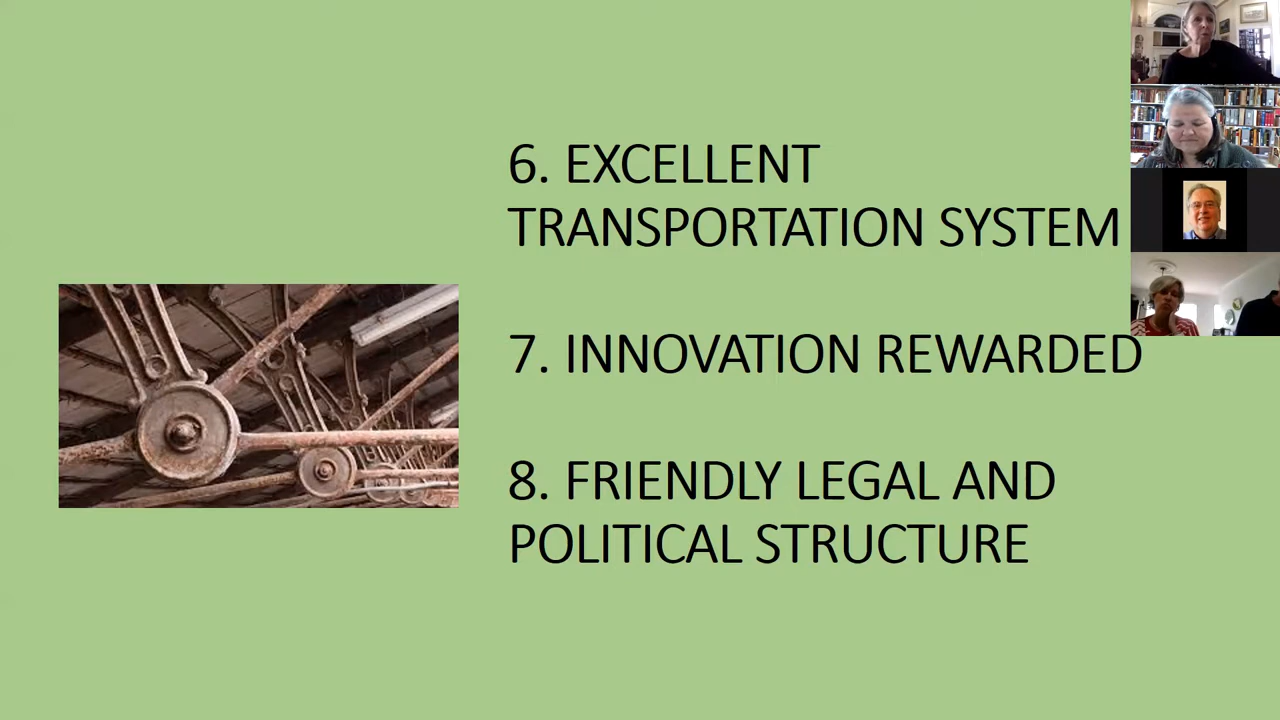 6. EXCELLENT
TRANSPORTATION SYSTEM
7. INNOVATION REWARDED
8. FRIENDLY LEGAL AND
POLITICAL STRUCTURE